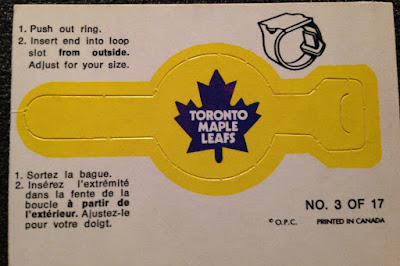 1. Push out ring.
2. Insert end into loop
slot from outside.
Adjust for your size.
TORONTO
MAPLE
LEAFS
1. Sortez la bague.
2. Insérez l'extrémité
dans la fente de la
boucle à partir de
l'extérieur. Ajustez-le
pour votre doigt.
NO. 3 OF 17
© O.P.C. PRINTED IN CANADA